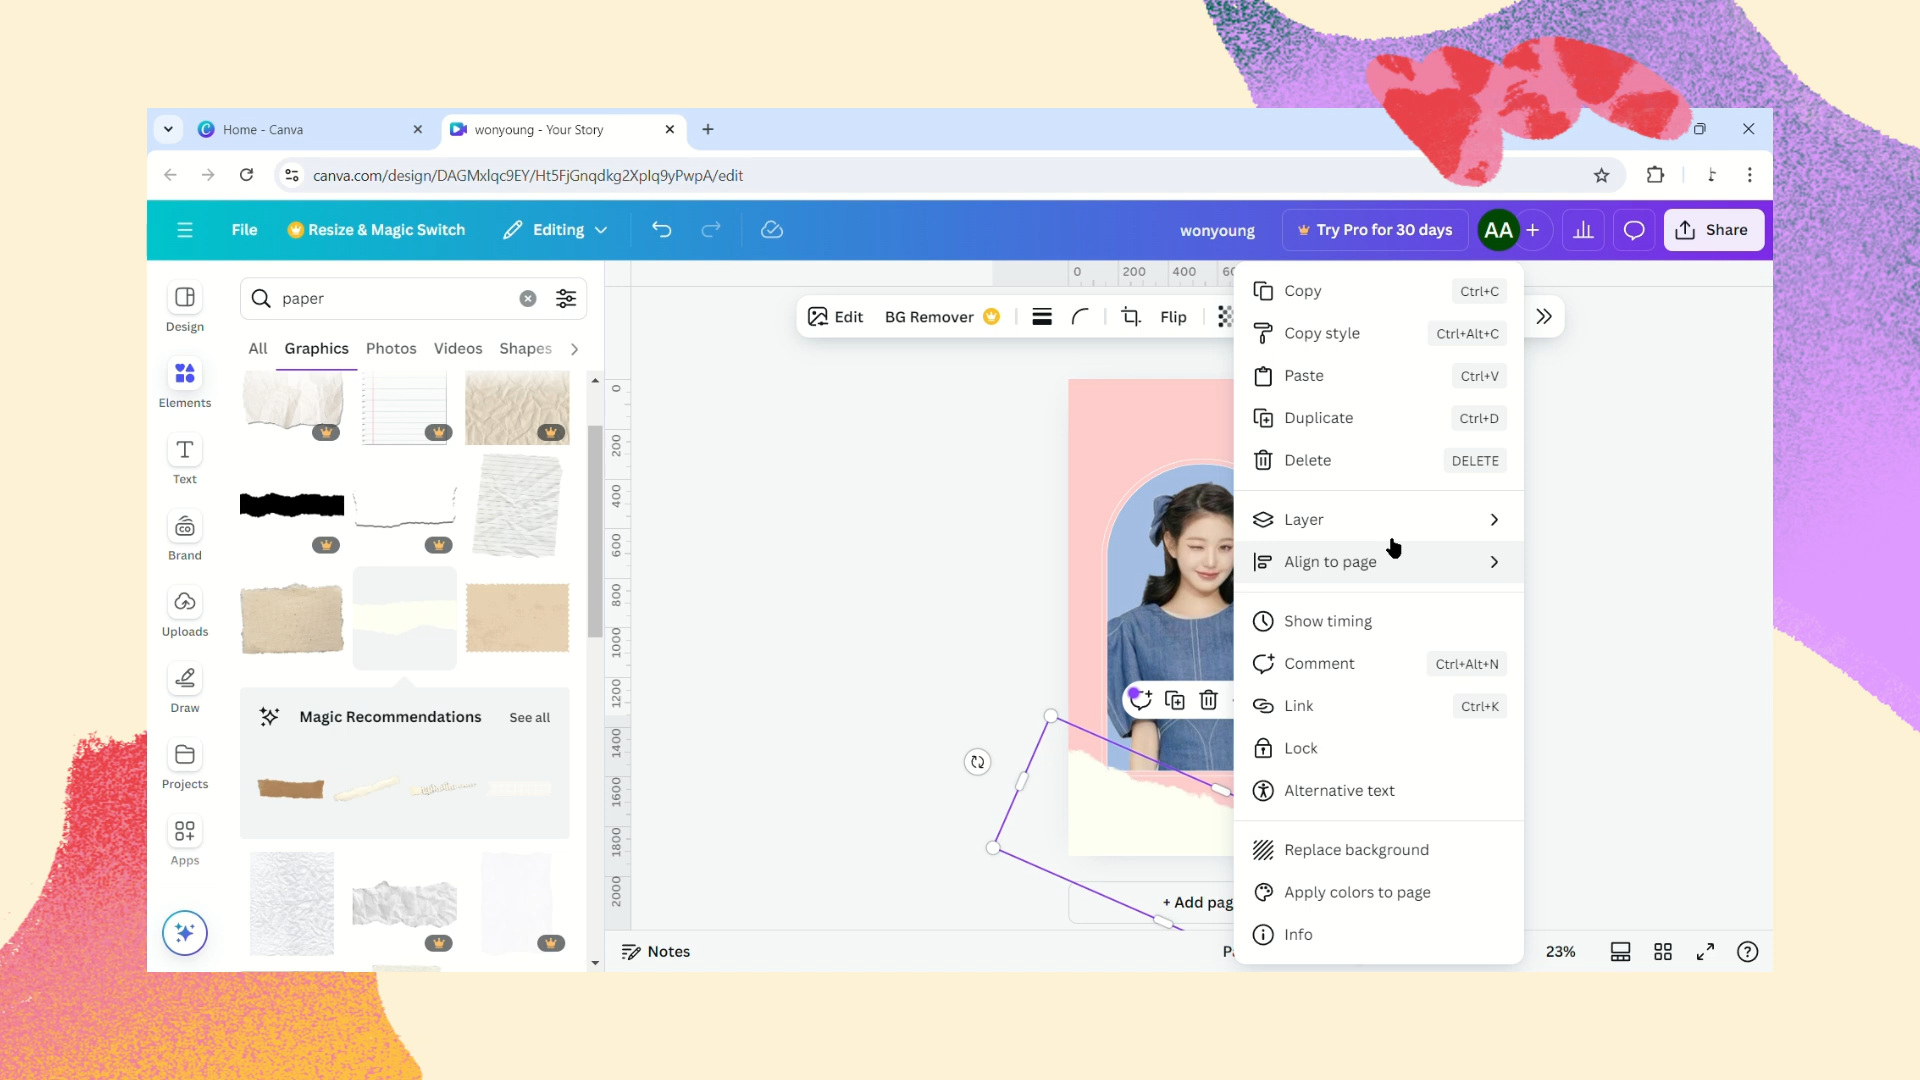 Home - Canva
wonyoung - Your Story
canva.com/design/DAGMxlqc9EY/Ht5FjGnqdkg2XpIq9yPwpA/edit
File
Resize & Magic Switch
Editing
wonyoung
Try Pro for 30 days
AA
Share
Design
Elements
Text
Brand
Uploads
Draw
Projects
Apps
paper
All Graphics Photos Videos Shapes
Magic Recommendations See all
0 200 400
Edit BG Remover Flip
0
200
400
600
800
1000
1200
1400
1600
1800
2000
+ Add pag
Copy Ctrl+C
Copy style Ctrl+Alt+C
Paste Ctrl+V
Duplicate Ctrl+D
Delete DELETE
Layer
Align to page
Show timing
Comment Ctrl+Alt+N
Link Ctrl+K
Lock
Alternative text
Replace background
Apply colors to page
Info
Notes
23%